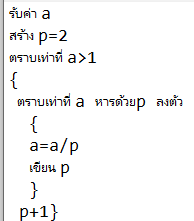 รับค่า a
สร้าง p=2
ตราบเท่าที่ a>1
{
ตราบเท่าที่ a หารด้วยp ลงตัว
{
a=a/p
เขียน p
}
p+1}